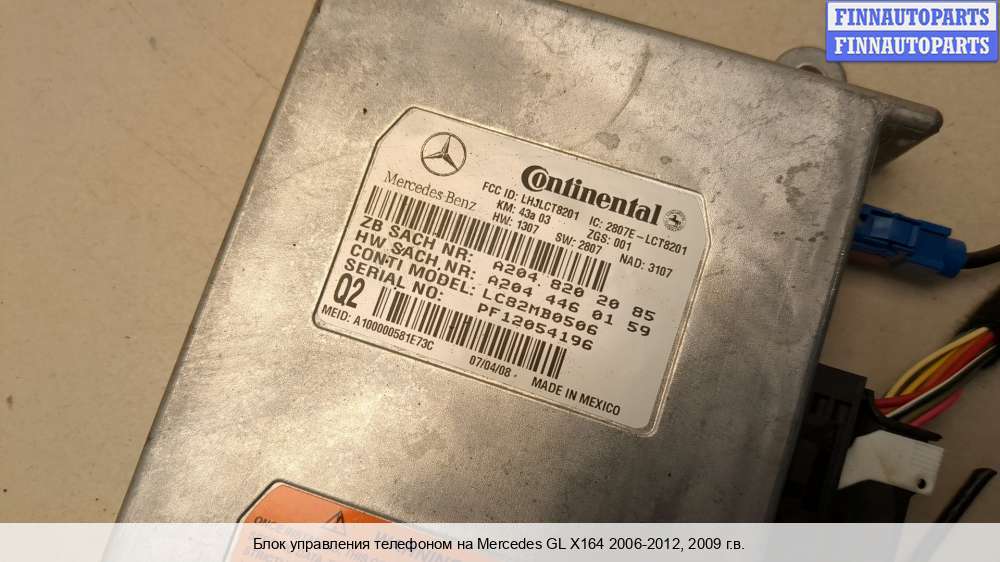 FINNAUTOPARTS
FINNAUTOPARTS
Mercedes-Benz
Continental
FCC ID: LHJLCT8201 IC: 2807E-LCT8201
KM: 43a 03 ZGS: 001
HW: 1307 SW: 2807 NAD: 3107
ZB SACH NR: A204 820 20 85
HW SACH.NR: A204 446 01 59
CONTI MODEL: LC82MB0506
SERIAL NO: PF12054196
Q2
MEID: A100000581E73C
07/04/08
MADE IN MEXICO
WARNING
Блок управления телефоном на Mercedes GL X164 2006-2012, 2009 г.в.